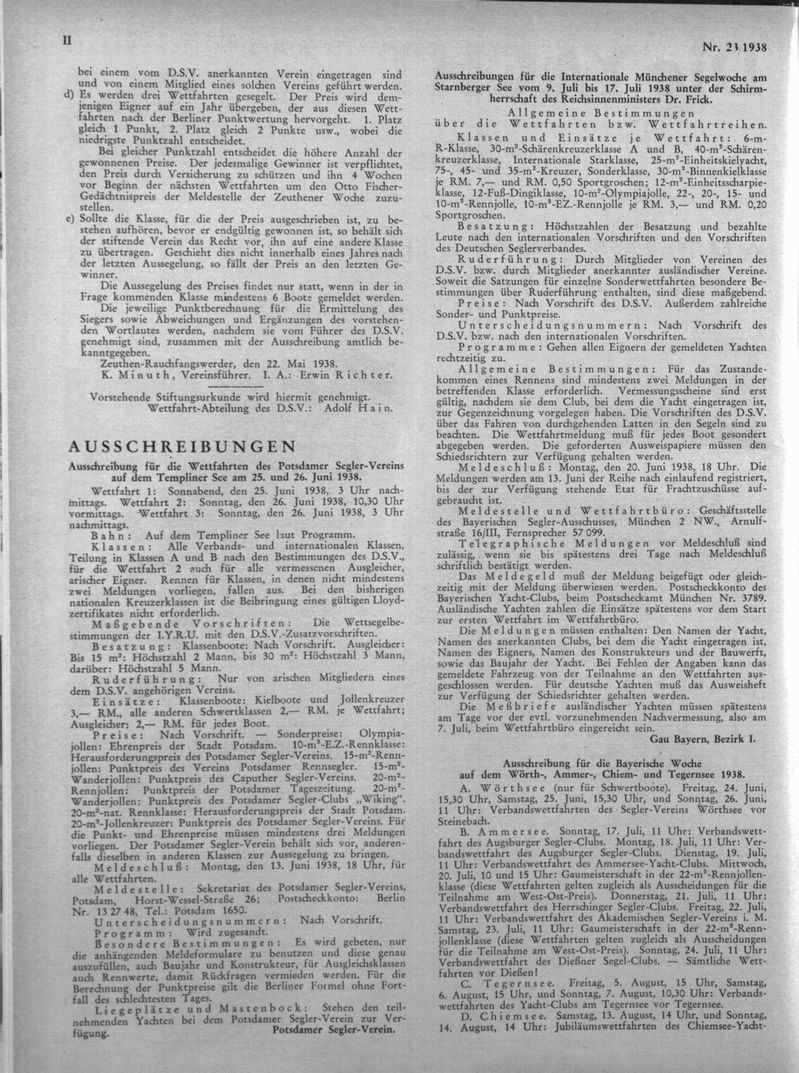 II
Nr. 23 1938
bei einem vom D.S.V. anerkannten Verein eingetragen sind
und von einem Mitglied eines solchen Vereins geführt werden.
d) Es werden drei Wettfahrten gesegelt. Der Preis wird dem-
jenigen Eigner auf ein Jahr übergeben, der aus diesen Wett-
fahrten nach der Berliner Punktwertung hervorgeht. 1. Platz
gleich 1 Punkt, 2. Platz gleich 2 Punkte usw., wobei die
niedrigste Punktzahl entscheidet.
Bei gleicher Punktzahl entscheidet die höhere Anzahl der
gewonnenen Preise. Der jedesmalige Gewinner ist verpflichtet,
den Preis durch Versicherung zu schützen und ihn 4 Wochen
vor Beginn der nächsten Wettfahrten um den Otto Fischer-
Gedächtnispreis der Meldestelle der Zeuthener Woche zuzu-
stellen.
e) Sollte die Klasse, für die der Preis ausgeschrieben ist, zu be-
stehen aufhören, bevor er endgültig gewonnen ist, so behält sich
der stiftende Verein das Recht vor, ihn auf eine andere Klasse
zu übertragen. Geschieht dies nicht innerhalb eines Jahres nach
der letzten Aussegelung, so fällt der Preis an den letzten Ge-
winner.
Die Aussegelung des Preises findet nur statt, wenn in der in
Frage kommenden Klasse mindestens 6 Boote gemeldet werden.
Die jeweilige Punktberechnung für die Ermittelung des
Siegers sowie Abweichungen und Ergänzungen des vorstehen-
den Wortlautes werden, nachdem sie vom Führer des D.S.V.
genehmigt sind, zusammen mit der Ausschreibung amtlich be-
kanntgegeben.
Zeuthen-Rauchfangswerder, den 22. Mai 1938.
K. Minuth, Vereinsführer. I. A.: Erwin Richter.
Vorstehende Stiftungsurkunde wird hiermit genehmigt.
Wettfahrt-Abteilung des D.S.V.: Adolf Hain.
AUSSCHREIBUNGEN
Ausschreibung für die Wettfahrten des Potsdamer Segler-Vereins
auf dem Templiner See am 25. und 26. Juni 1938.
Wettfahrt 1: Sonnabend, den 25. Juni 1938, 3 Uhr nach-
mittags. Wettfahrt 2: Sonntag, den 26. Juni 1938, 10,30 Uhr
vormittags. Wettfahrt 3: Sonntag, den 26. Juni 1938, 3 Uhr
nachmittags.
Bahn: Auf dem Templiner See laut Programm.
Klassen: Alle Verbands- und internationalen Klassen,
Teilung in Klassen A und B nach den Bestimmungen des D.S.V.,
für die Wettfahrt 2 auch für alle vermessenen Ausgleicher,
arischer Eigner. Rennen für Klassen, in denen nicht mindestens
zwei Meldungen vorliegen, fallen aus. Bei den bisherigen
nationalen Kreuzerklassen ist die Beibringung eines gültigen Lloyd-
zertifikates nicht erforderlich.
Maßgebende Vorschriften: Die Wettsegelbe-
stimmungen der I.Y.R.U. mit den D.S.V.-Zusatzvorschriften.
Besatzung: Klassenboote: Nach Vorschrift. Ausgleicher:
Bis 15 m²: Höchstzahl 2 Mann, bis 30 m²: Höchstzahl 3 Mann,
darüber: Höchstzahl 5 Mann.
Ruderführung: Nur von arischen Mitgliedern eines
dem D.S.V. angehörigen Vereins.
Einsätze: Klassenboote: Kielboote und Jollenkreuzer
3,— RM., alle anderen Schwertklassen 2,— RM. je Wettfahrt;
Ausgleicher: 2,— RM. für jedes Boot.
Preise: Nach Vorschrift. — Sonderpreise: Olympia-
jollen: Ehrenpreis der Stadt Potsdam. 10-m²-E.Z.-Rennklasse:
Herausforderungspreis des Potsdamer Segler-Vereins. 15-m²-Renn-
jollen: Punktpreis des Vereins Potsdamer Rennsegler. 15-m²-
Wanderjollen: Punktpreis des Caputher Segler-Vereins. 20-m²-
Rennjollen: Punktpreis der Potsdamer Tageszeitung. 20-m²-
Wanderjollen: Punktpreis des Potsdamer Segler-Clubs „Wiking".
20-m²-nat. Rennklasse: Herausforderungspreis der Stadt Potsdam.
20-m²-Jollenkreuzer: Punktpreis des Potsdamer Segler-Vereins. Für
die Punkt- und Ehrenpreise müssen mindestens drei Meldungen
vorliegen. Der Potsdamer Segler-Verein behält sich vor, anderen-
falls dieselben in anderen Klassen zur Aussegelung zu bringen.
Meldeschluß: Montag, den 13. Juni 1938, 18 Uhr, für
alle Wettfahrten.
Meldestelle: Sekretariat des Potsdamer Segler-Vereins,
Potsdam, Horst-Wessel-Straße 26; Postscheckkonto: Berlin
Nr. 13 27 48, Tel.: Potsdam 1650.
Unterscheidungsnummern: Nach Vorschrift.
Programm: Wird zugesandt.
Besondere Bestimmungen: Es wird gebeten, nur
die anhängenden Meldeformulare zu benutzen und diese genau
auszufüllen, auch Baujahr und Konstrukteur, für Ausgleichsklassen
auch Rennwerte, damit Rückfragen vermieden werden. Für die
Berechnung der Punktpreise gilt die Berliner Formel ohne Fort-
fall des schlechtesten Tages.
Liegeplätze und Mastenbock: Stehen den teil-
nehmenden Yachten bei dem Potsdamer Segler-Verein zur Ver-
fügung. Potsdamer Segler-Verein.
Ausschreibungen für die Internationale Münchener Segelwoche am
Starnberger See vom 9. Juli bis 17. Juli 1938 unter der Schirm-
herrschaft des Reichsinnenministers Dr. Frick.
Allgemeine Bestimmungen
über die Wettfahrten bzw. Wettfahrtreihen.
Klassen und Einsätze je Wettfahrt: 6-m-
R-Klasse, 30-m²-Schärenkreuzerklasse A und B, 40-m²-Schären-
kreuzerklasse, Internationale Starklasse, 25-m²-Einheitskielyacht,
75-, 45- und 35-m²-Kreuzer, Sonderklasse, 30-m²-Binnenkielklasse
je RM. 7,— und RM. 0,50 Sportgroschen; 12-m²-Einheitsscharpie-
klasse, 12-Fuß-Dingiklasse, 10-m²-Olympiajolle, 22-, 20-, 15- und
10-m²-Rennjolle, 10-m²-EZ.-Rennjolle je RM. 3,— und RM. 0,20
Sportgroschen.
Besatzung: Höchstzahlen der Besatzung und bezahlte
Leute nach den internationalen Vorschriften und den Vorschriften
des Deutschen Seglerverbandes.
Ruderführung: Durch Mitglieder von Vereinen des
D.S.V. bzw. durch Mitglieder anerkannter ausländischer Vereine.
Soweit die Satzungen für einzelne Sonderwettfahrten besondere Be-
stimmungen über Ruderführung enthalten, sind diese maßgebend.
Preise: Nach Vorschrift des D.S.V. Außerdem zahlreiche
Sonder- und Punktpreise.
Unterscheidungsnummern: Nach Vorschrift des
D.S.V. bzw. nach den internationalen Vorschriften.
Programme: Gehen allen Eignern der gemeldeten Yachten
rechtzeitig zu.
Allgemeine Bestimmungen: Für das Zustande-
kommen eines Rennens sind mindestens zwei Meldungen in der
betreffenden Klasse erforderlich. Vermessungsscheine sind erst
gültig, nachdem sie dem Club, bei dem die Yacht eingetragen ist,
zur Gegenzeichnung vorgelegen haben. Die Vorschriften des D.S.V.
über das Fahren von durchgehenden Latten in den Segeln sind zu
beachten. Die Wettfahrtmeldung muß für jedes Boot gesondert
abgegeben werden. Die geforderten Ausweispapiere müssen den
Schiedsrichtern zur Verfügung gehalten werden.
Meldeschluß: Montag, den 20. Juni 1938, 18 Uhr. Die
Meldungen werden am 13. Juni der Reihe nach einlaufend registriert,
bis der zur Verfügung stehende Etat für Frachtzuschüsse auf-
gebraucht ist.
Meldestelle und Wettfahrtbüro: Geschäftsstelle
des Bayerischen Segler-Ausschusses, München 2 NW., Arnulf-
straße 16/III, Fernsprecher 57 099.
Telegraphische Meldungen vor Meldeschluß sind
zulässig, wenn sie bis spätestens drei Tage nach Meldeschluß
schriftlich bestätigt werden.
Das Meldegeld muß der Meldung beigefügt oder gleich-
zeitig mit der Meldung überwiesen werden. Postscheckkonto des
Bayerischen Yacht-Clubs, beim Postscheckamt München Nr. 3789.
Ausländische Yachten zahlen die Einsätze spätestens vor dem Start
zur ersten Wettfahrt im Wettfahrtbüro.
Die Meldungen müssen enthalten: Den Namen der Yacht,
Namen des anerkannten Clubs, bei dem die Yacht eingetragen ist,
Namen des Eigners, Namen des Konstrukteurs und der Bauwerft,
sowie das Baujahr der Yacht. Bei Fehlen der Angaben kann das
gemeldete Fahrzeug von der Teilnahme an den Wettfahrten aus-
geschlossen werden. Für deutsche Yachten muß das Ausweisheft
zur Verfügung der Schiedsrichter gehalten werden.
Die Meßbriefe ausländischer Yachten müssen spätestens
am Tage vor der evtl. vorzunehmenden Nachvermessung, also am
7. Juli, beim Wettfahrtbüro eingereicht sein.
Gau Bayern, Bezirk I.
Ausschreibung für die Bayerische Woche
auf dem Wörth-, Ammer-, Chiem- und Tegernsee 1938.
A. Wörthsee (nur für Schwertboote). Freitag, 24. Juni,
15,30 Uhr, Samstag, 25. Juni, 15,30 Uhr, und Sonntag, 26. Juni,
11 Uhr: Verbandswettfahrten des Segler-Vereins Wörthsee vor
Steinebach.
B. Ammersee. Sonntag, 17. Juli, 11 Uhr: Verbandswett-
fahrt des Augsburger Segler-Clubs. Montag, 18. Juli, 11 Uhr: Ver-
bandswettfahrt des Augsburger Segler-Clubs. Dienstag, 19. Juli,
11 Uhr: Verbandswettfahrt des Ammersee-Yacht-Clubs. Mittwoch,
20. Juli, 10 und 15 Uhr: Gaumeisterschaft in der 22-m²-Rennjollen-
klasse (diese Wettfahrten gelten zugleich als Ausscheidungen für die
Teilnahme am West-Ost-Preis). Donnerstag, 21. Juli, 11 Uhr:
Verbandswettfahrt des Herrschinger Segler-Clubs. Freitag, 22. Juli,
11 Uhr: Verbandswettfahrt des Akademischen Segler-Vereins i. M.
Samstag, 23. Juli, 11 Uhr: Gaumeisterschaft in der 22-m²-Renn-
jollenklasse (diese Wettfahrten gelten zugleich als Ausscheidungen
für die Teilnahme am West-Ost-Preis). Sonntag, 24. Juli, 11 Uhr:
Verbandswettfahrt des Dießner Segel-Clubs. — Sämtliche Wett-
fahrten vor Dießen!
C. Tegernsee. Freitag, 5. August, 15 Uhr, Samstag,
6. August, 15 Uhr, und Sonntag, 7. August, 10,30 Uhr: Verbands-
wettfahrten des Yacht-Clubs am Tegernsee vor Tegernsee.
D. Chiemsee. Samstag, 13. August, 14 Uhr, und Sonntag,
14. August, 14 Uhr: Jubiläumswettfahrten des Chiemsee-Yacht-